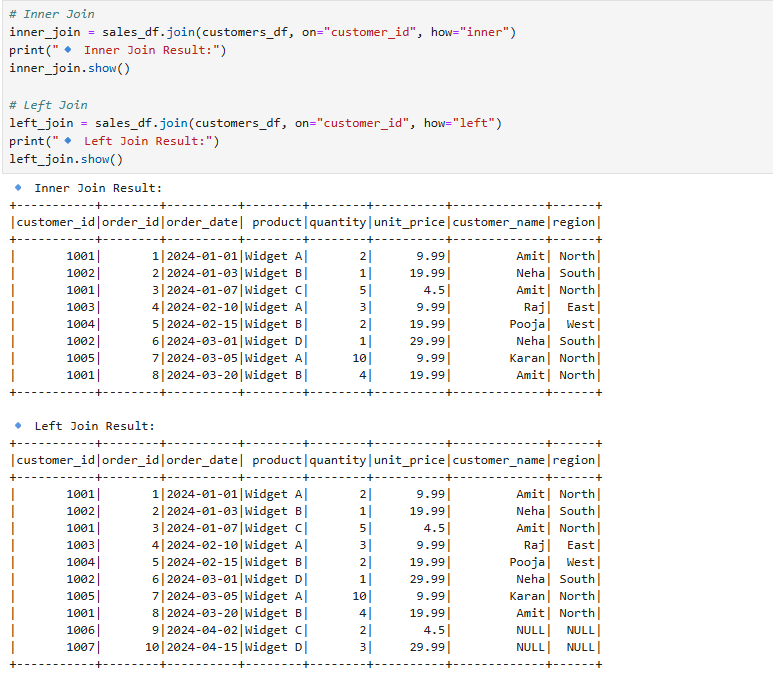 # Inner Join
inner_join = sales_df.join(customers_df, on="customer_id", how="inner")
print("🔹 Inner Join Result:")
inner_join.show()
# Left Join
left_join = sales_df.join(customers_df, on="customer_id", how="left")
print("🔹 Left Join Result:")
left_join.show()
🔹 Inner Join Result:
+-----------+--------+----------+--------+--------+----------+-------------+------+
|customer_id|order_id|order_date| product|quantity|unit_price|customer_name|region|
+-----------+--------+----------+--------+--------+----------+-------------+------+
|       1001|       1|2024-01-01|Widget A|       2|      9.99|         Amit| North|
|       1002|       2|2024-01-03|Widget B|       1|     19.99|         Neha| South|
|       1001|       3|2024-01-07|Widget C|       5|       4.5|         Amit| North|
|       1003|       4|2024-02-10|Widget A|       3|      9.99|          Raj|  East|
|       1004|       5|2024-02-15|Widget B|       2|     19.99|        Pooja|  West|
|       1002|       6|2024-03-01|Widget D|       1|     29.99|         Neha| South|
|       1005|       7|2024-03-05|Widget A|      10|      9.99|        Karan| North|
|       1001|       8|2024-03-20|Widget B|       4|     19.99|         Amit| North|
+-----------+--------+----------+--------+--------+----------+-------------+------+
🔹 Left Join Result:
+-----------+--------+----------+--------+--------+----------+-------------+------+
|customer_id|order_id|order_date| product|quantity|unit_price|customer_name|region|
+-----------+--------+----------+--------+--------+----------+-------------+------+
|       1001|       1|2024-01-01|Widget A|       2|      9.99|         Amit| North|
|       1002|       2|2024-01-03|Widget B|       1|     19.99|         Neha| South|
|       1001|       3|2024-01-07|Widget C|       5|       4.5|         Amit| North|
|       1003|       4|2024-02-10|Widget A|       3|      9.99|          Raj|  East|
|       1004|       5|2024-02-15|Widget B|       2|     19.99|        Pooja|  West|
|       1002|       6|2024-03-01|Widget D|       1|     29.99|         Neha| South|
|       1005|       7|2024-03-05|Widget A|      10|      9.99|        Karan| North|
|       1001|       8|2024-03-20|Widget B|       4|     19.99|         Amit| North|
|       1006|       9|2024-04-02|Widget C|       2|       4.5|         NULL|  NULL|
|       1007|      10|2024-04-15|Widget D|       3|     29.99|         NULL|  NULL|
+-----------+--------+----------+--------+--------+----------+-------------+------+